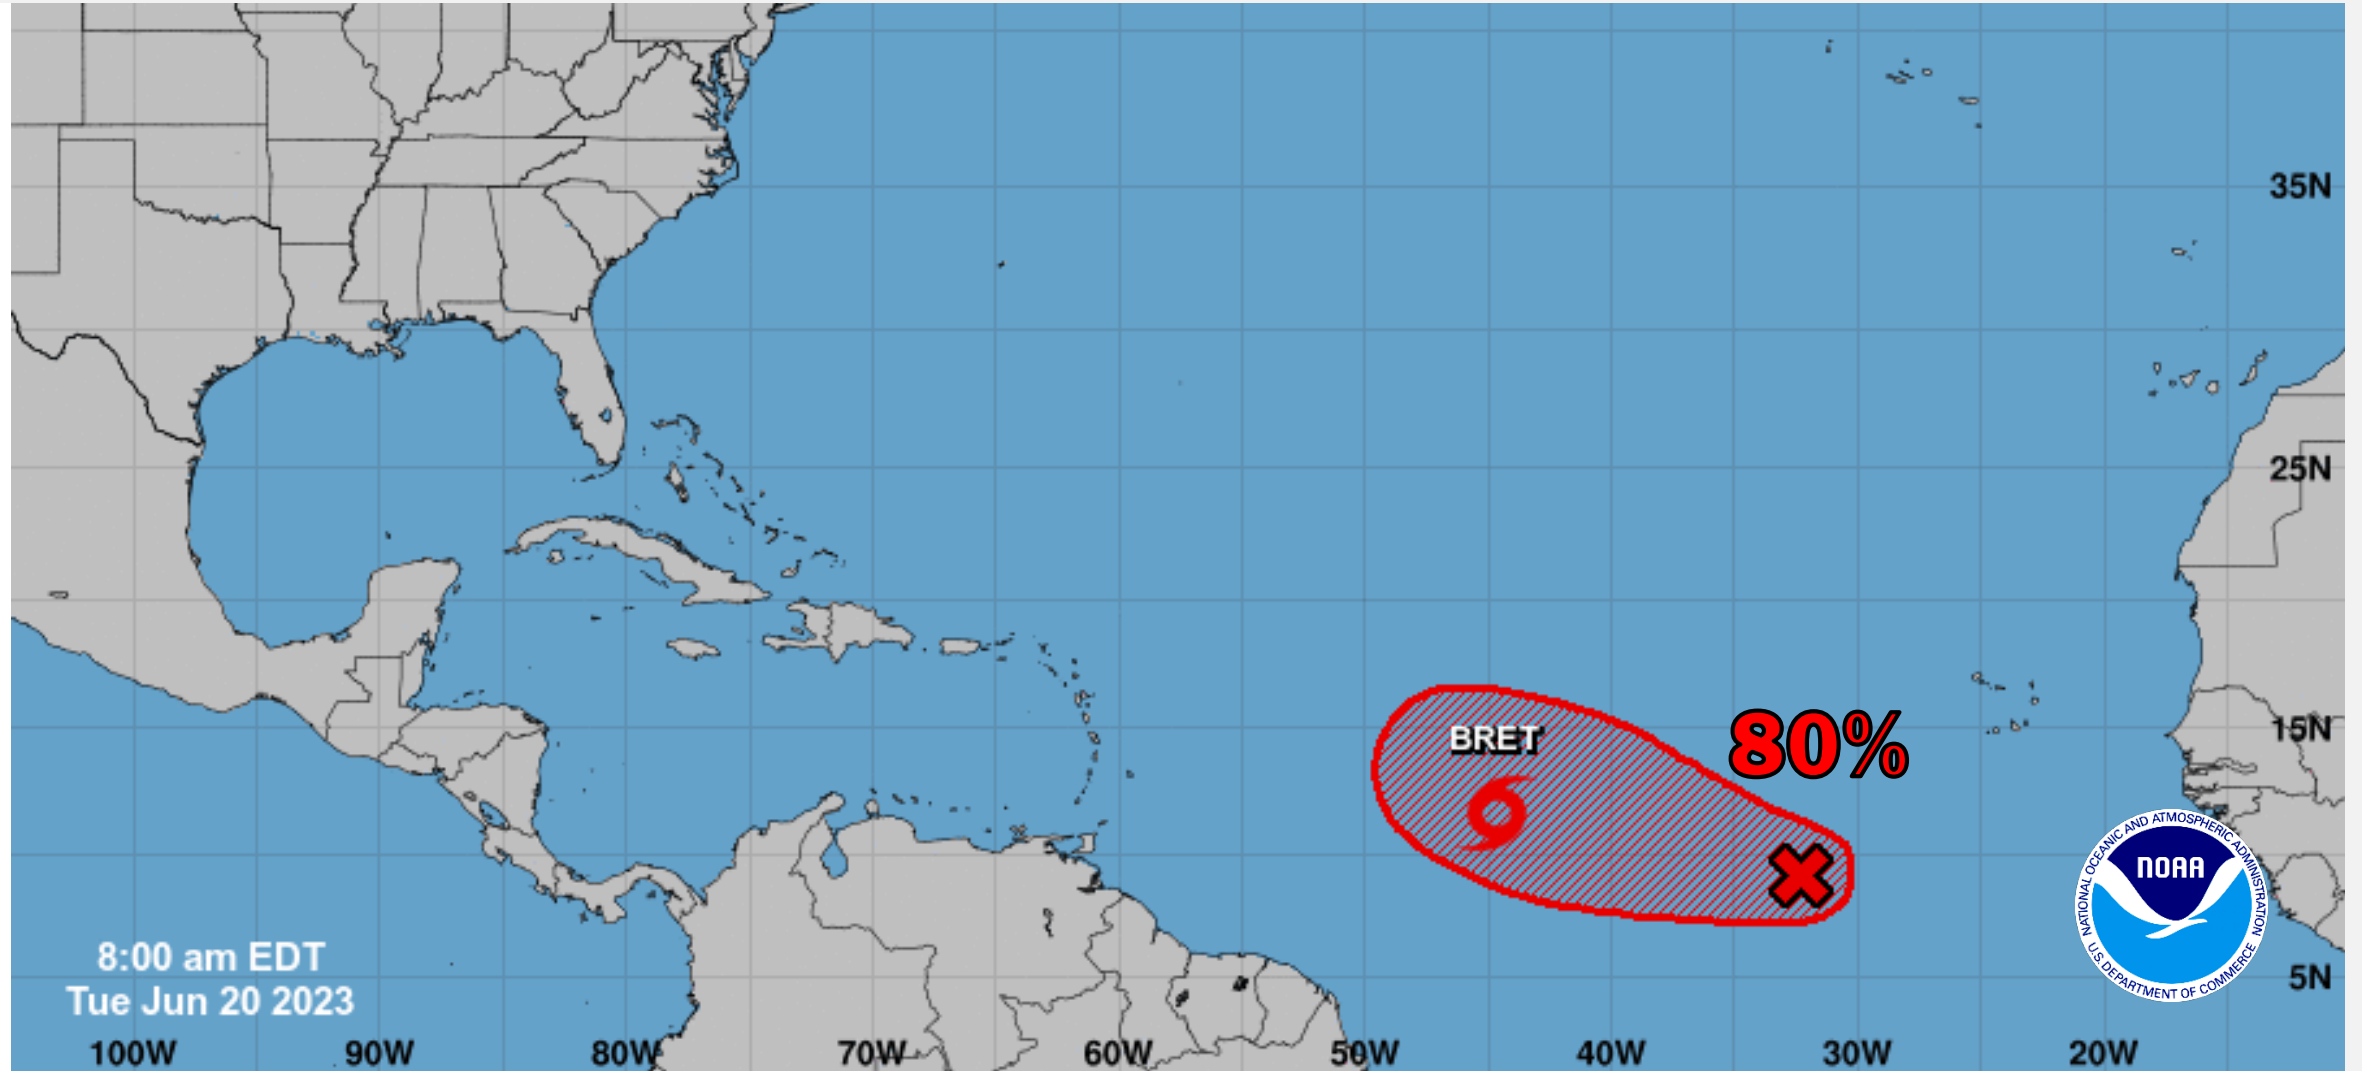 35N
25N
BRET
80%
15N
NATIONAL OCEANIC AND ATMOSPHERIC ADMINISTRATION
NOAA
U.S. DEPARTMENT OF COMMERCE
8:00 am EDT
Tue Jun 20 2023
5N
100W 90W 80W 70W 60W 50W 40W 30W 20W